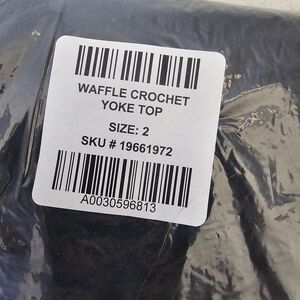 WAFFLE CROCHET
YOKE TOP
SIZE: 2
SKU # 19661972
A0030596813